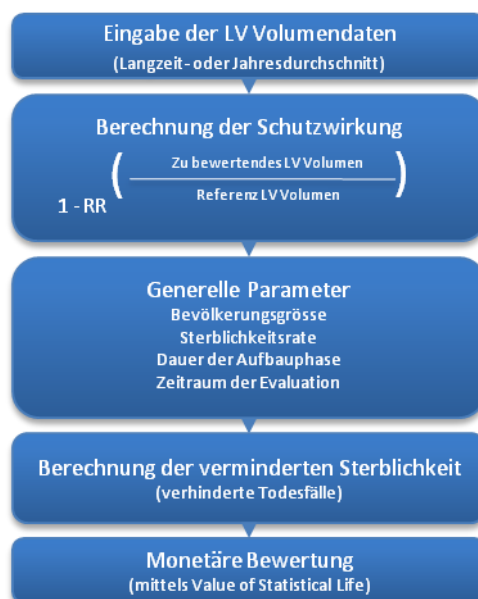 Eingabe der LV Volumendaten
(Langzeit- oder Jahresdurchschnitt)
Berechnung der Schutzwirkung
Zu bewertendes LV Volumen
Referenz LV Volumen
1 - RR ( )
Generelle Parameter
Bevölkerungsgrösse
Sterblichkeitsrate
Dauer der Aufbauphase
Zeitraum der Evaluation
Berechnung der verminderten Sterblichkeit
(verhinderte Todesfälle)
Monetäre Bewertung
(mittels Value of Statistical Life)